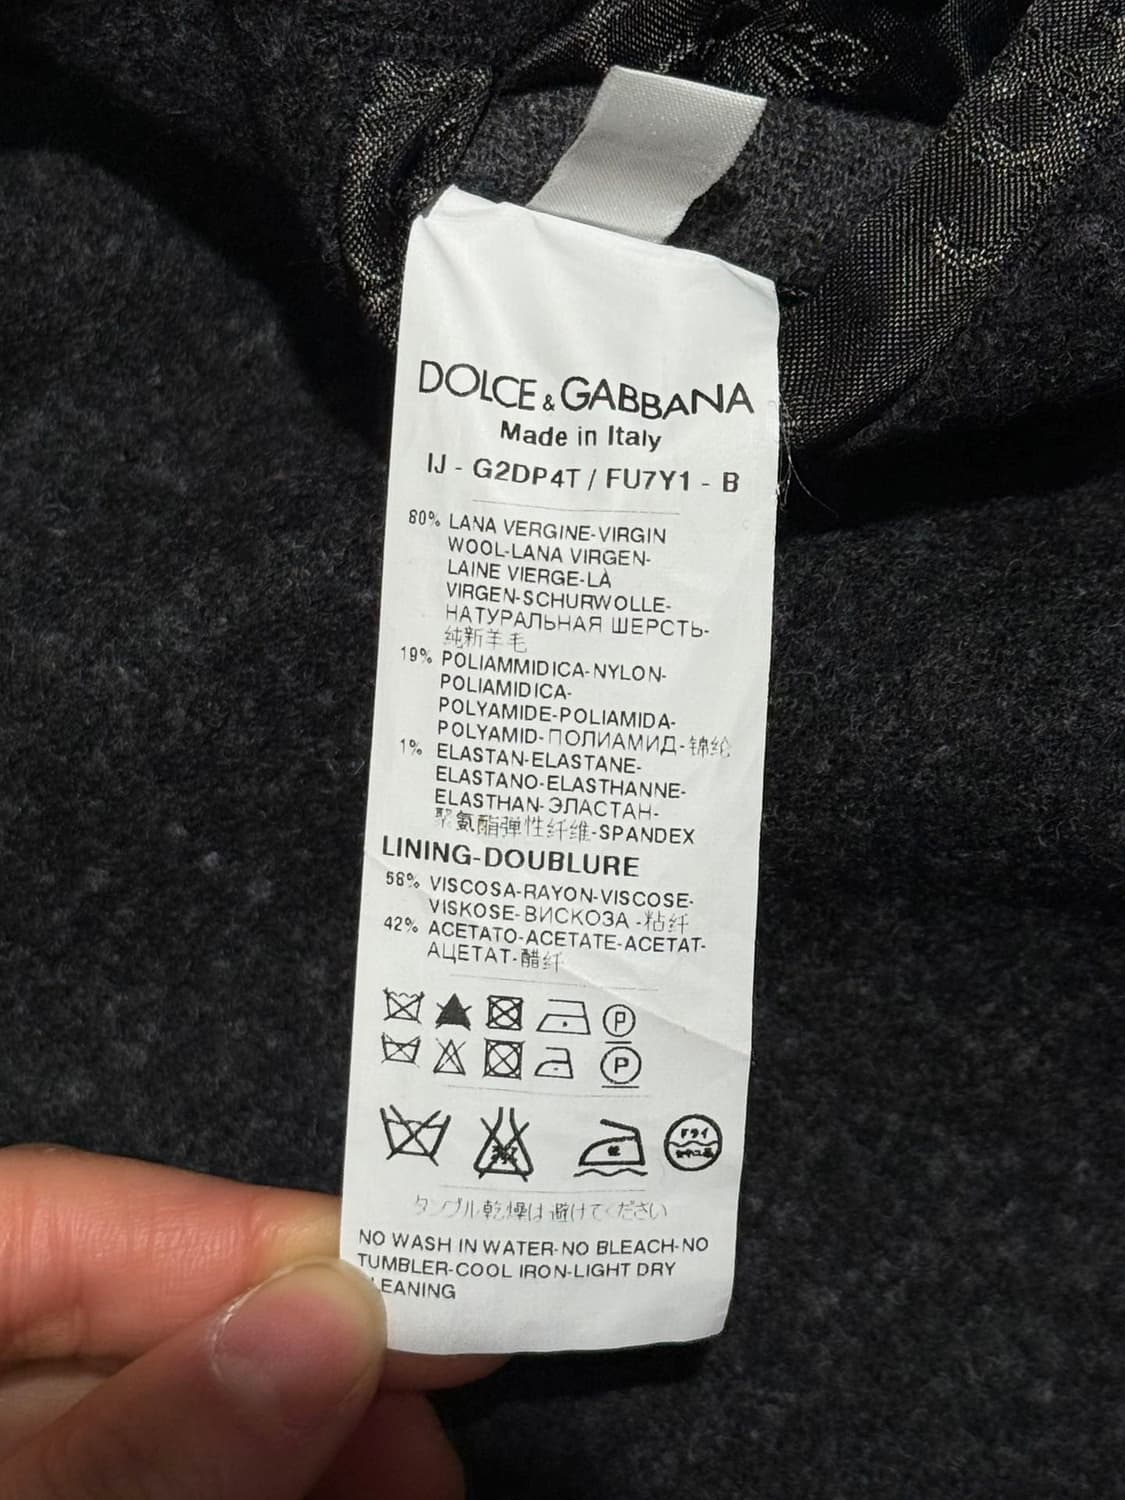 DOLCE & GABBANA
Made in Italy
IJ - G2DP4T / FU7Y1 - B
80% LANA VERGINE-VIRGIN
WOOL-LANA VIRGEN-
LAINE VIERGE-LÀ
VIRGEN-SCHURWOLLE-
НАТУРАЛЬНАЯ ШЕРСТЬ-
纯新羊毛
19% POLIAMMIDICA-NYLON-
POLIAMIDICA-
POLYAMIDE-POLIAMIDA-
POLYAMID-ПОЛИАМИД-锦纶
1% ELASTAN-ELASTANE-
ELASTANO-ELASTHANNE-
ELASTHAN-ЭЛАСТАН-
聚氨酯弹性纤维-SPANDEX
LINING-DOUBLURE
58% VISCOSA-RAYON-VISCOSE-
VISKOSE-ВИСКОЗА -粘纤
42% ACETATO-ACETATE-ACETAT-
АЦЕТАТ-醋纤
P
P
ドライ
タンブル乾燥は避けてください
NO WASH IN WATER-NO BLEACH-NO
TUMBLER-COOL IRON-LIGHT DRY
LEANING